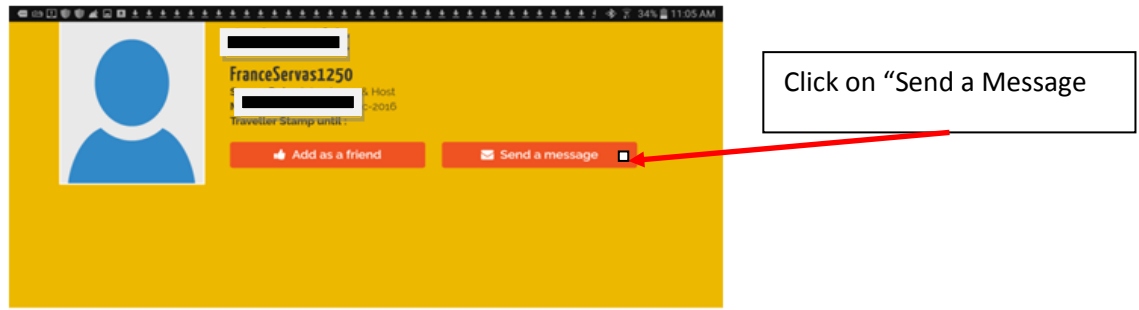 34% 11:05 AM
FranceServas1250
& Host
-2016
Traveller Stamp until :
Add as a friend
Send a message
Click on “Send a Message